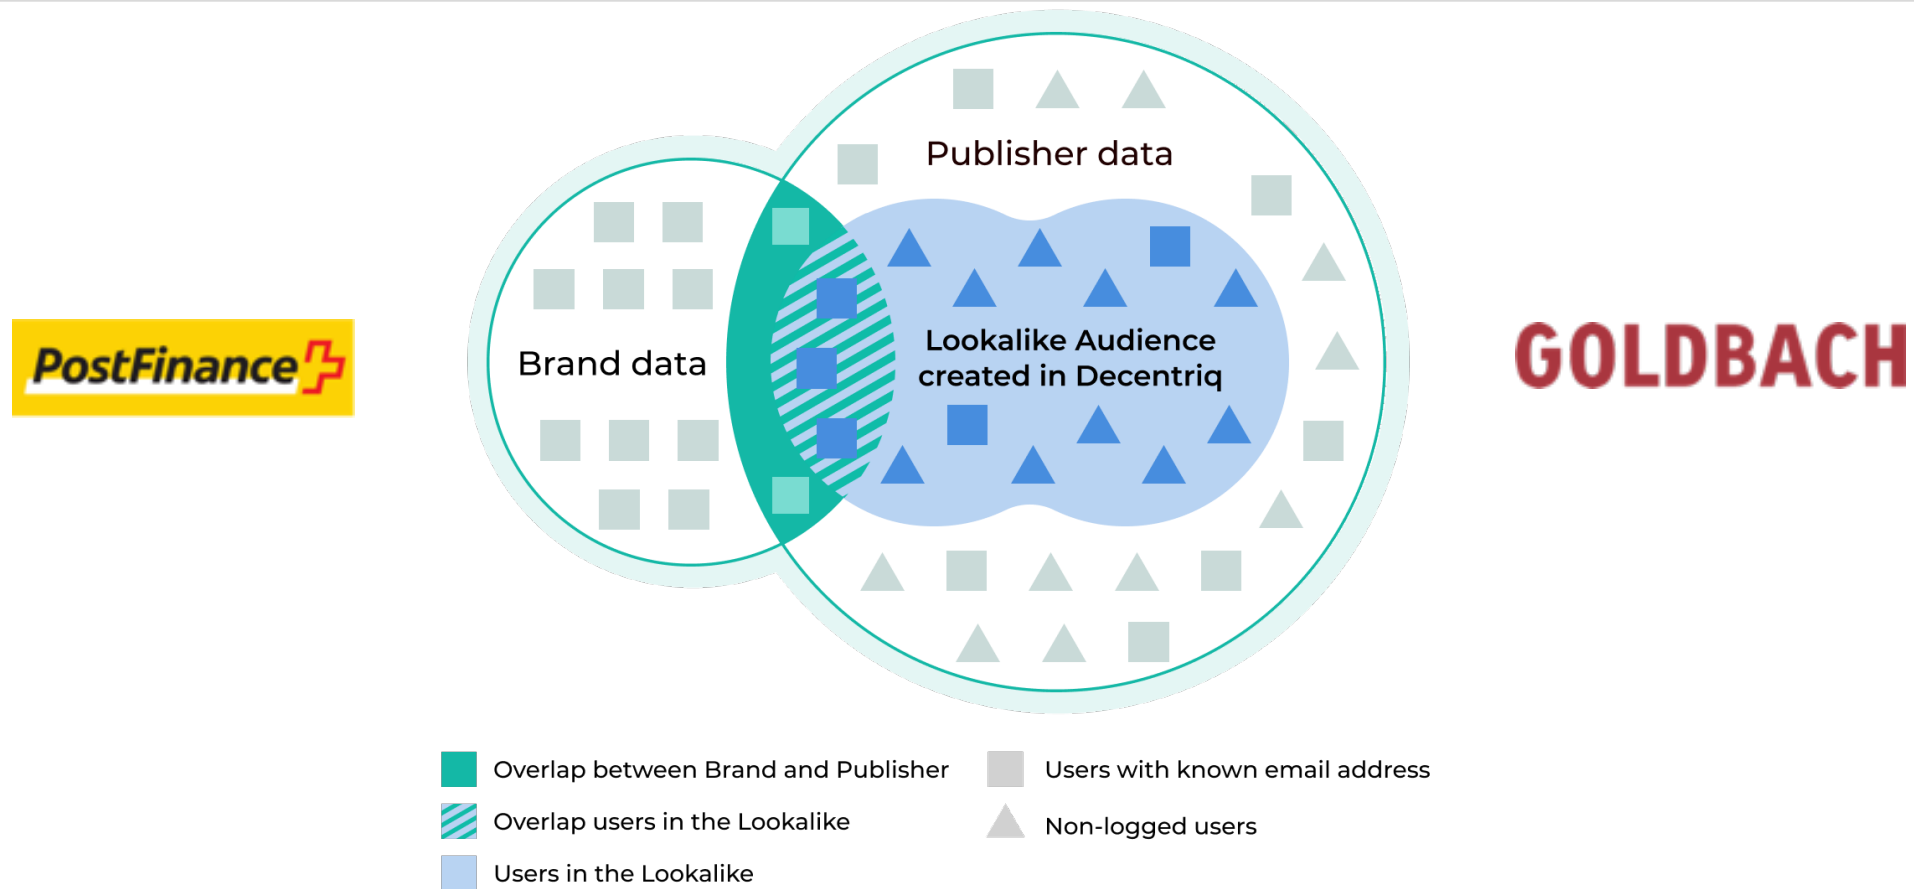 Publisher data
PostFinance
Brand data
Lookalike Audience
created in Decentriq
GOLDBACH
Overlap between Brand and Publisher
Users with known email address
Overlap users in the Lookalike
Non-logged users
Users in the Lookalike